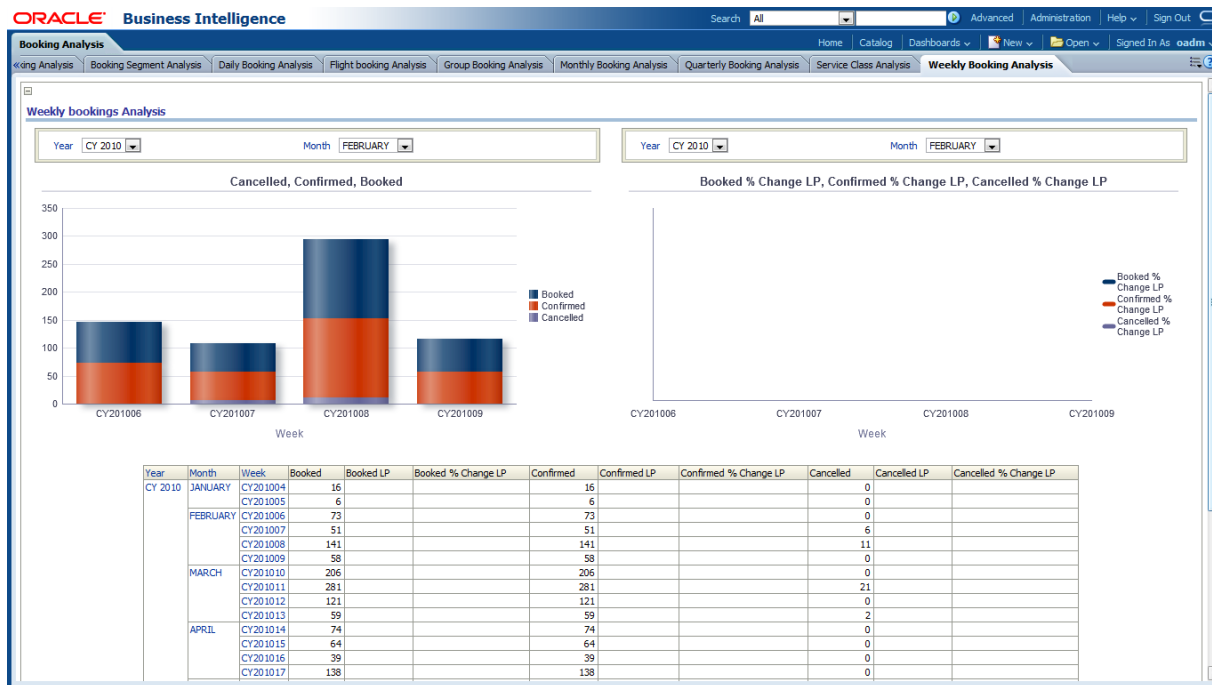 ORACLE Business Intelligence Search All Advanced Administration Help Sign Out
Booking Analysis Home Catalog Dashboards New Open Signed In As oadm
«king Analysis Booking Segment Analysis Daily Booking Analysis Flight booking Analysis Group Booking Analysis Monthly Booking Analysis Quarterly Booking Analysis Service Class Analysis Weekly Booking Analysis
Weekly bookings Analysis
Year CY 2010 Month FEBRUARY Year CY 2010 Month FEBRUARY
Cancelled, Confirmed, Booked
350
300
250
200
150
100
50
0
CY201006 CY201007 CY201008 CY201009
Week
Booked
Confirmed
Cancelled
Booked % Change LP, Confirmed % Change LP, Cancelled % Change LP
Booked %
Change LP
Confirmed %
Change LP
Cancelled %
Change LP
CY201006 CY201007 CY201008 CY201009
Week
Year Month Week Booked Booked LP Booked % Change LP Confirmed Confirmed LP Confirmed % Change LP Cancelled Cancelled LP Cancelled % Change LP
CY 2010 JANUARY CY201004 16 16 0
CY201005 6 6 0
FEBRUARY CY201006 73 73 0
CY201007 51 51 6
CY201008 141 141 11
CY201009 58 58 0
MARCH CY201010 206 206 0
CY201011 281 281 21
CY201012 121 121 0
CY201013 59 59 2
APRIL CY201014 74 74 0
CY201015 64 64 0
CY201016 39 39 0
CY201017 138 138 0